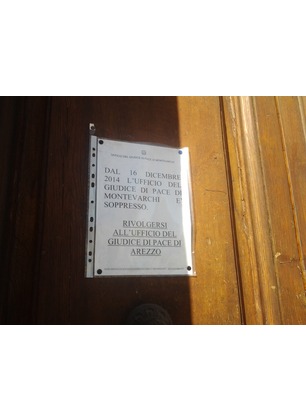 DAL 16 DICEMBRE
2014 L'UFFICIO DEL
GIUDICE DI PACE DI
MONTEVARCHI E'
SOPPRESSO.
RIVOLGERSI
ALL'UFFICIO DEL
GIUDICE DI PACE DI
AREZZO